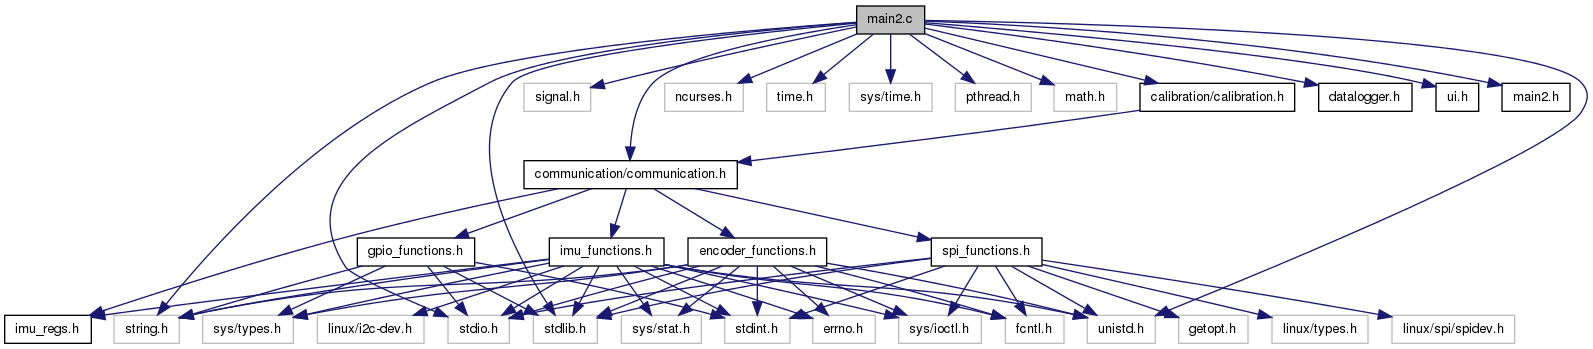 main2.c
signal.h
ncurses.h
time.h
sys/time.h
pthread.h
math.h
calibration/calibration.h
datalogger.h
ui.h
main2.h
communication/communication.h
gpio_functions.h
imu_functions.h
encoder_functions.h
spi_functions.h
imu_regs.h
string.h
sys/types.h
linux/i2c-dev.h
stdio.h
stdlib.h
sys/stat.h
stdint.h
errno.h
sys/ioctl.h
fcntl.h
unistd.h
getopt.h
linux/types.h
linux/spi/spidev.h